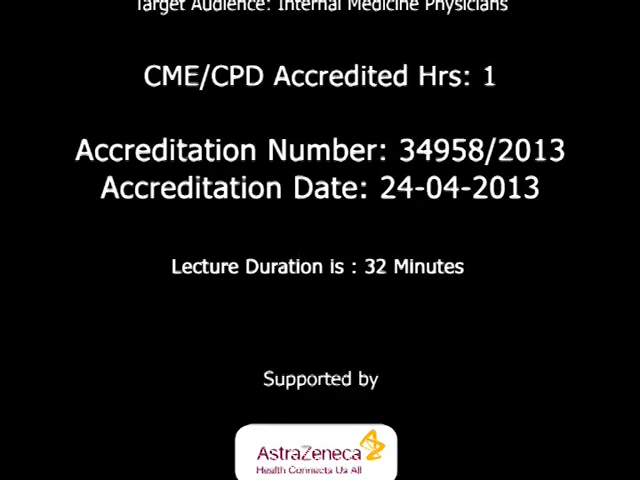 Target Audience: Internal Medicine Physicians
CME/CPD Accredited Hrs: 1
Accreditation Number: 34958/2013
Accreditation Date: 24-04-2013
Lecture Duration is : 32 Minutes
Supported by
AstraZeneca
Health Connects Us All